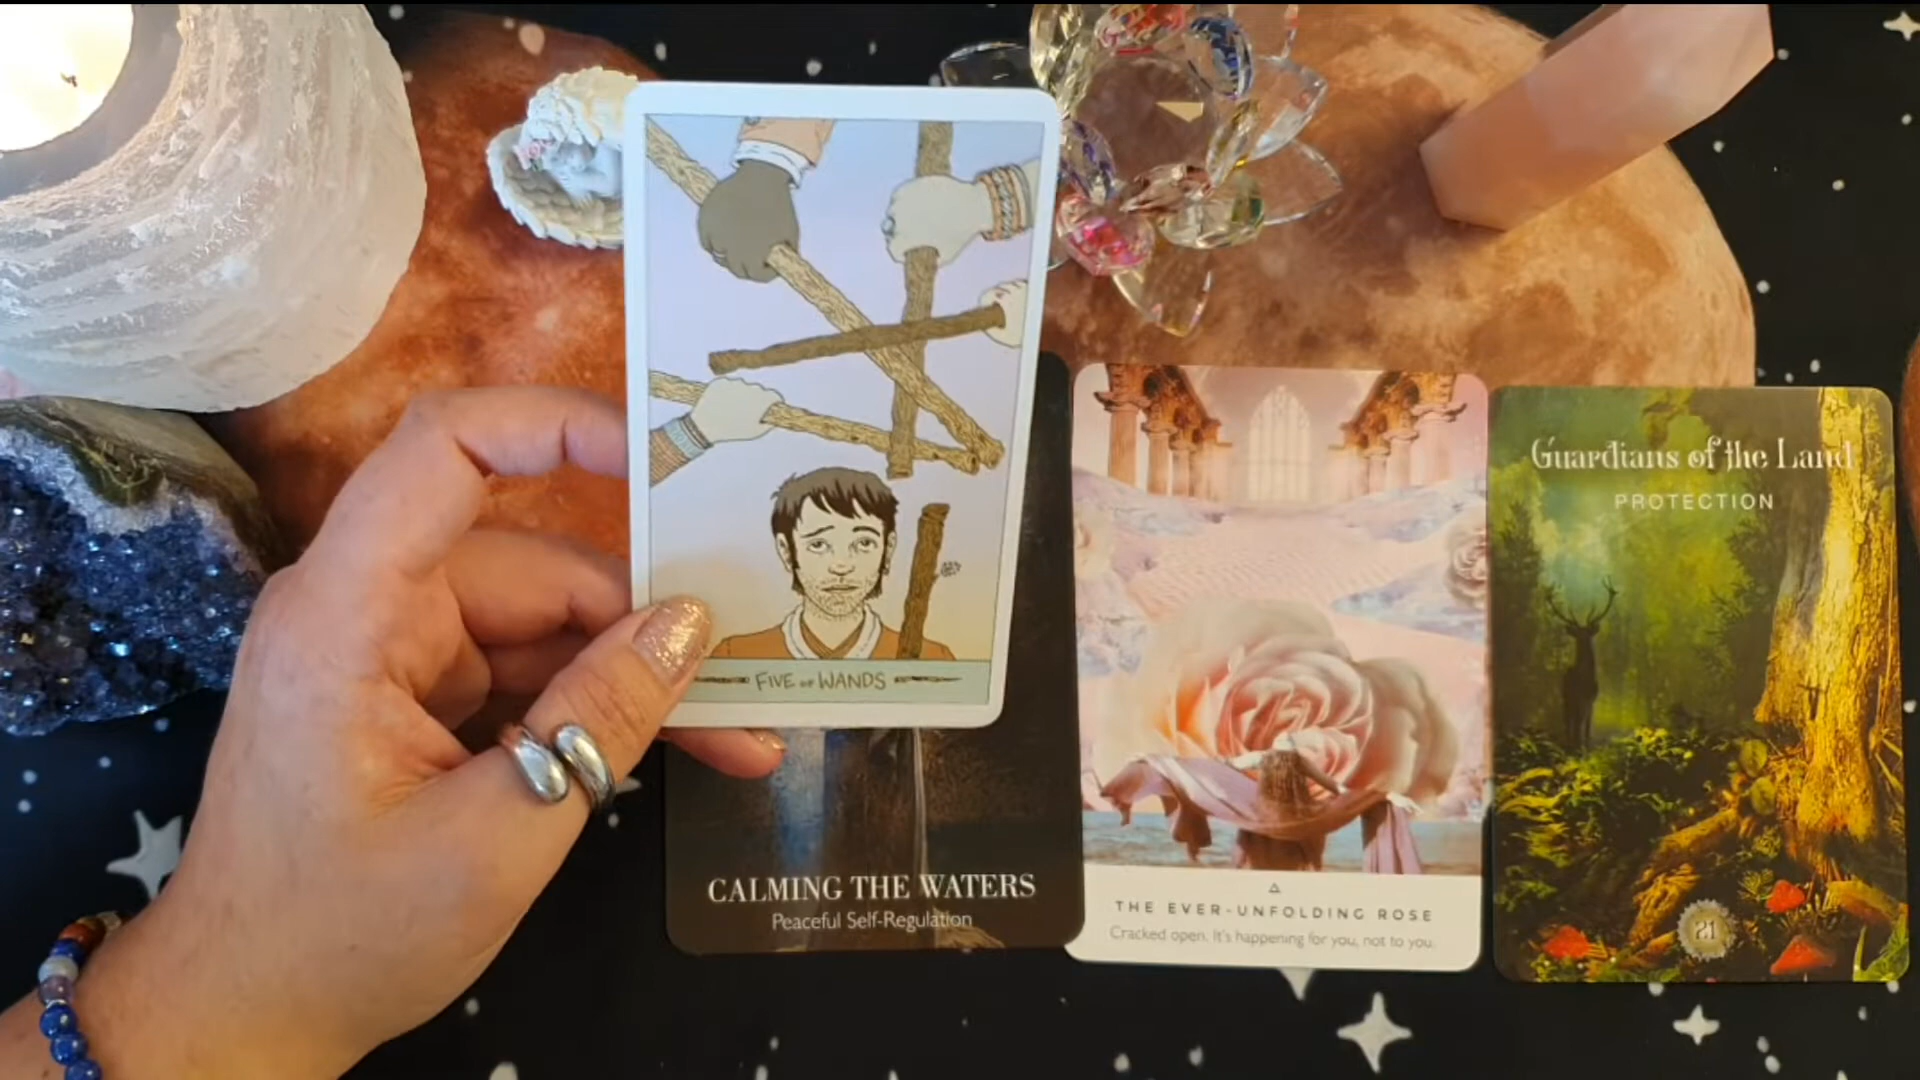 FIVE OF WANDS
CALMING THE WATERS
Peaceful Self-Regulation
THE EVER-UNFOLDING ROSE
Cracked open. It's happening for you, not to you.
Guardians of the Land
PROTECTION
21